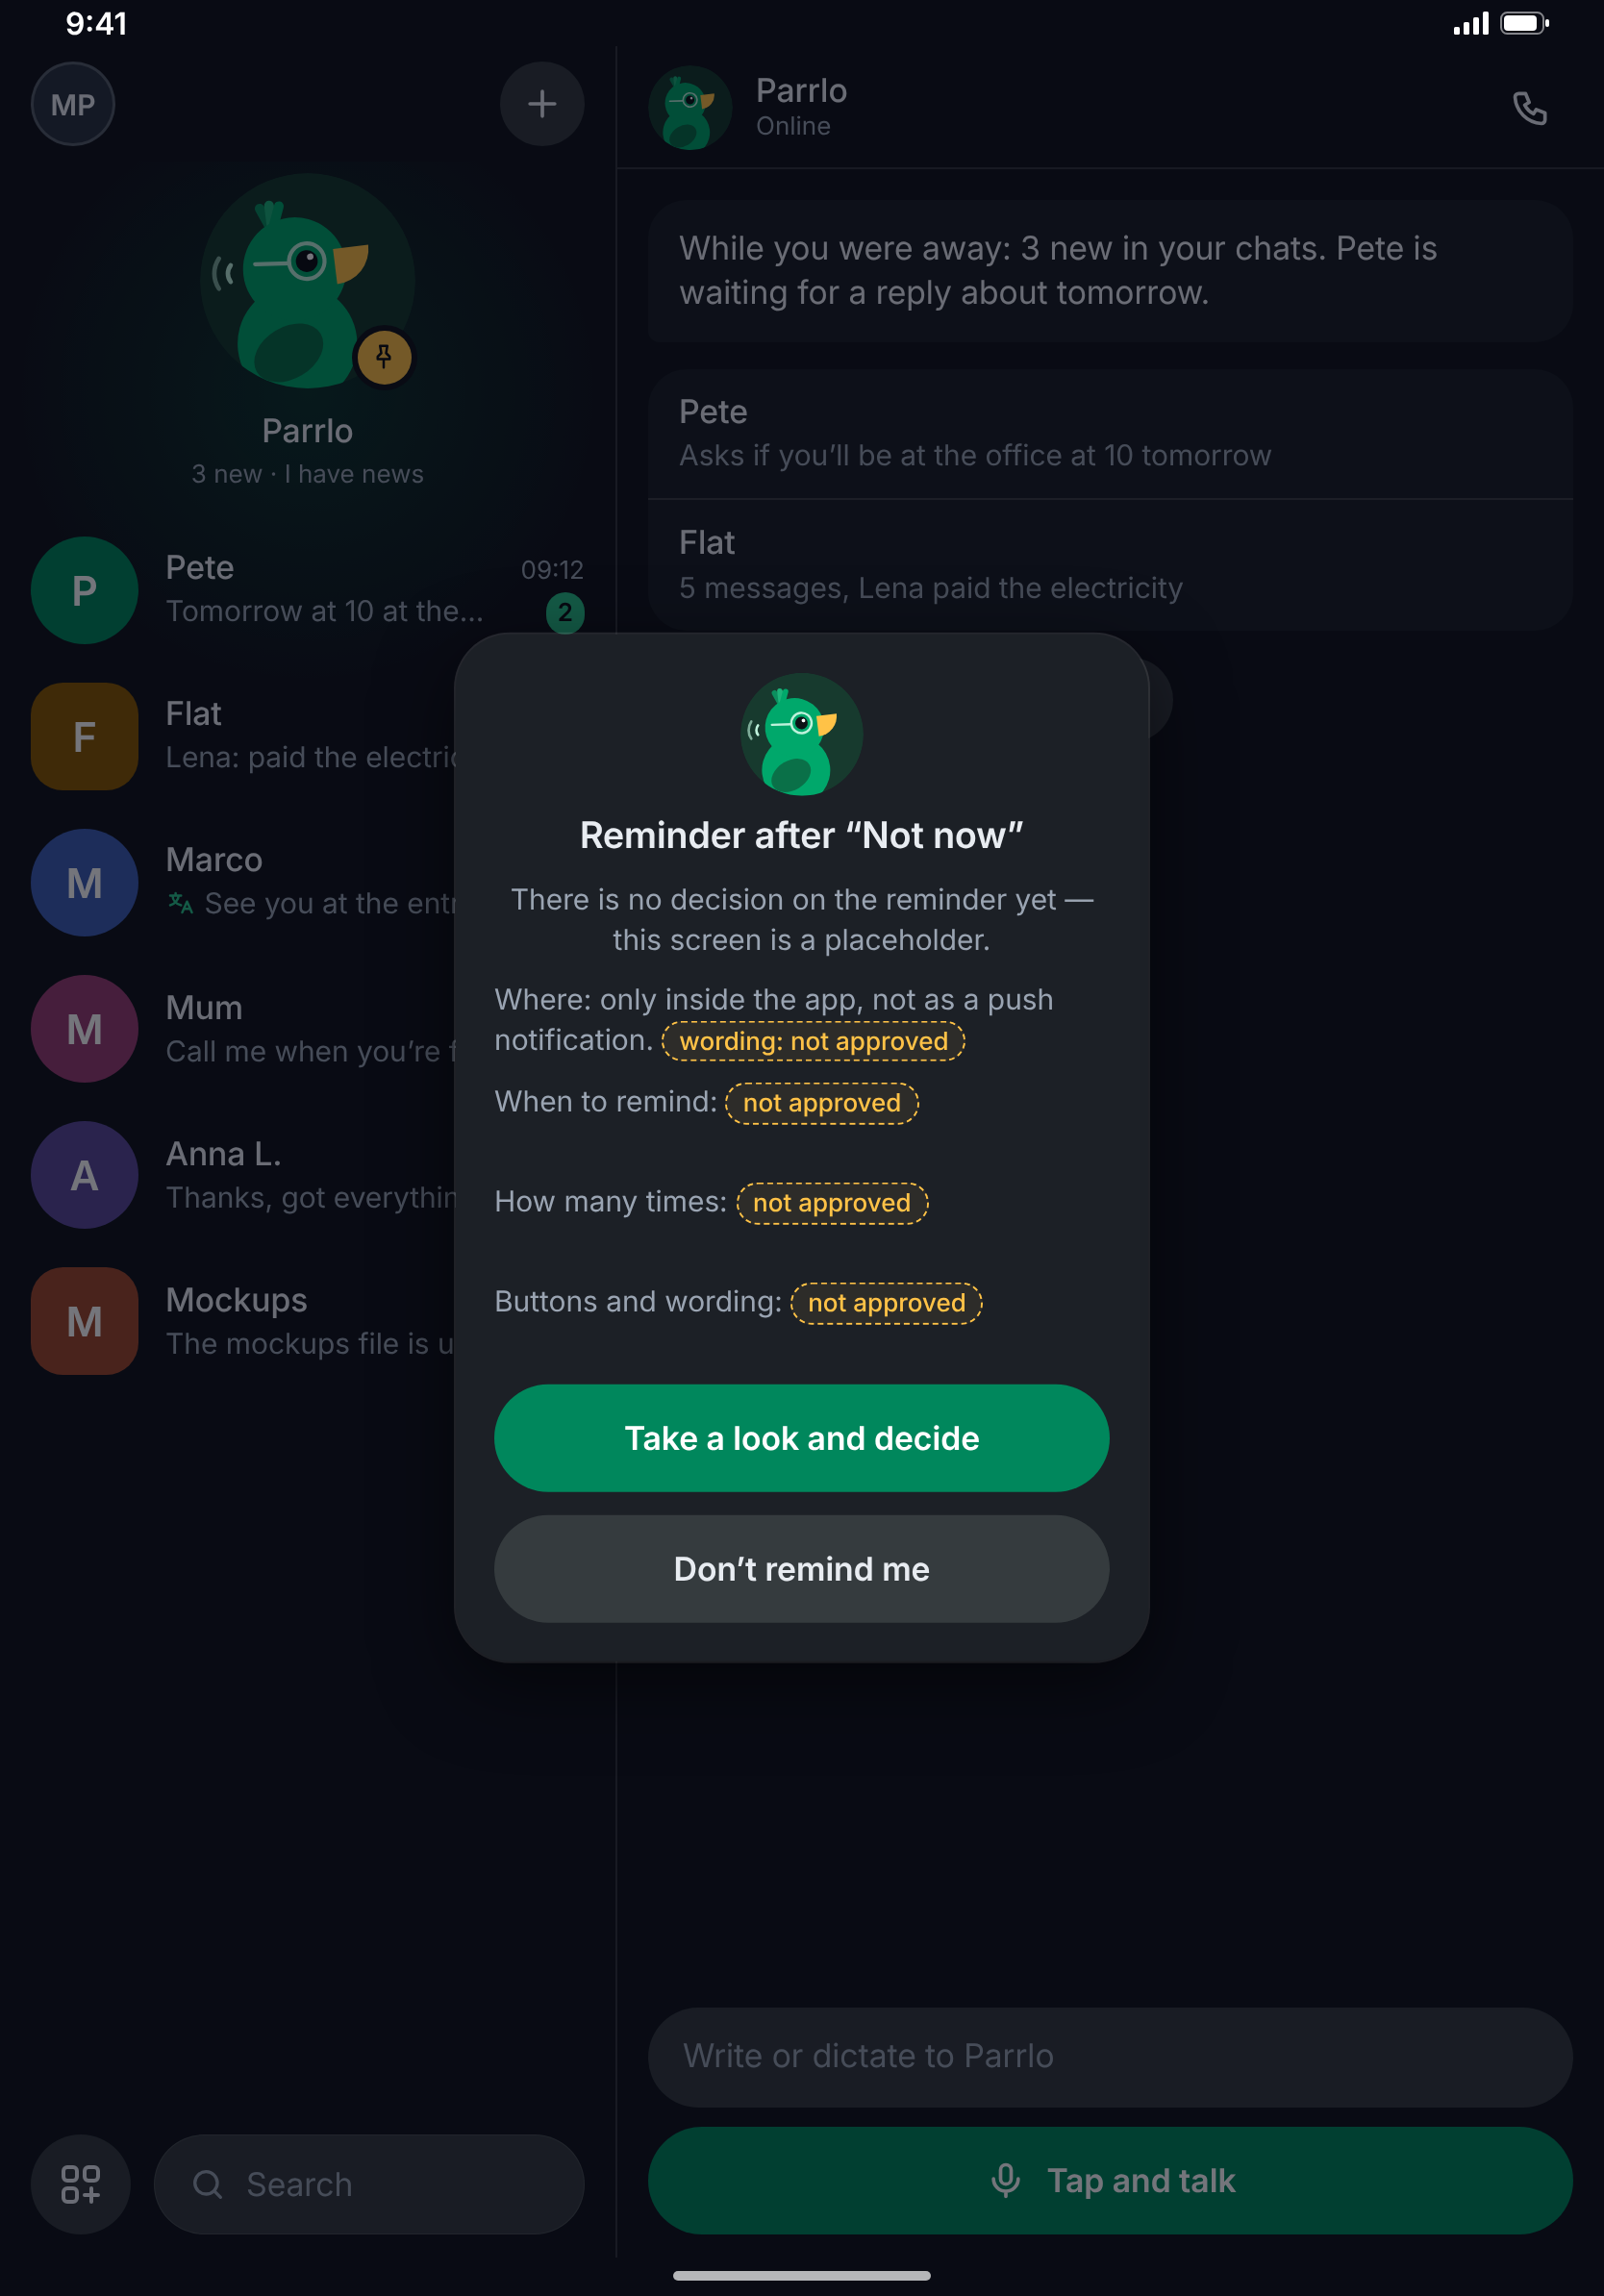 9:41
MP
Parrlo
3 new · I have news
P
Pete
09:12
Tomorrow at 10 at the...
2
F
Flat
Lena: paid the
M
Marco
See you at the
M
Mum
Call me when you’re
A
Anna L.
Thanks, got
M
Mockups
The mockups file is
Search
Parrlo
Online
While you were away: 3 new in your chats. Pete is
waiting for a reply about tomorrow.
Pete
Asks if you’ll be at the office at 10 tomorrow
Flat
5 messages, Lena paid the electricity
Reminder after “Not now”
There is no decision on the reminder yet —
this screen is a placeholder.
Where: only inside the app, not as a push
notification. wording: not approved
When to remind: not approved
How many times: not approved
Buttons and wording: not approved
Take a look and decide
Don’t remind me
Write or dictate to Parrlo
Tap and talk